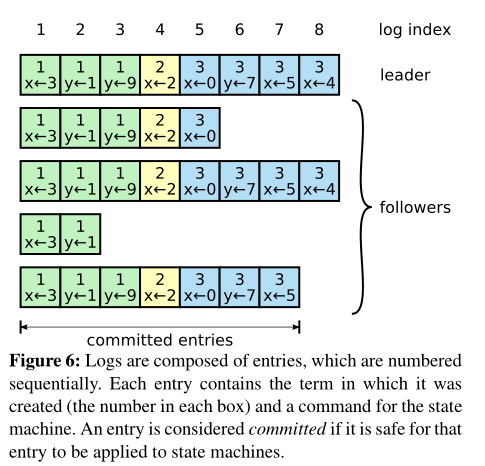 1 2 3 4 5 6 7 8 log index
1 1 1 2 3 3 3 3
x←3 y←1 y←9 x←2 x←0 y←7 x←5 x←4
leader
1 1 1 2 3
x←3 y←1 y←9 x←2 x←0
1 1 1 2 3 3 3 3
x←3 y←1 y←9 x←2 x←0 y←7 x←5 x←4
followers
1 1
x←3 y←1
1 1 1 2 3 3 3
x←3 y←1 y←9 x←2 x←0 y←7 x←5
committed entries
Figure 6: Logs are composed of entries, which are numbered
sequentially. Each entry contains the term in which it was
created (the number in each box) and a command for the state
machine. An entry is considered committed if it is safe for that
entry to be applied to state machines.